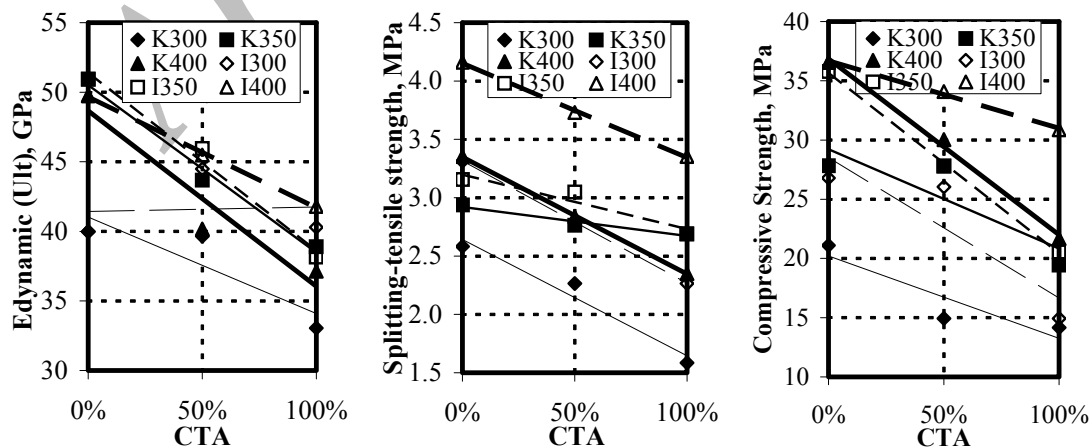 Edynamic (Ult), GPa
55
50
45
40
35
30
K300 K350
K400 I300
I350 I400
0% 50% 100%
CTA
Splitting-tensile strength, MPa
4.5
4.0
3.5
3.0
2.5
2.0
1.5
K300 K350
K400 I300
I350 I400
0% 50% 100%
CTA
Compressive Strength, MPa
40
35
30
25
20
15
10
K300 K350
K400 I300
I350 I400
0% 50% 100%
CTA